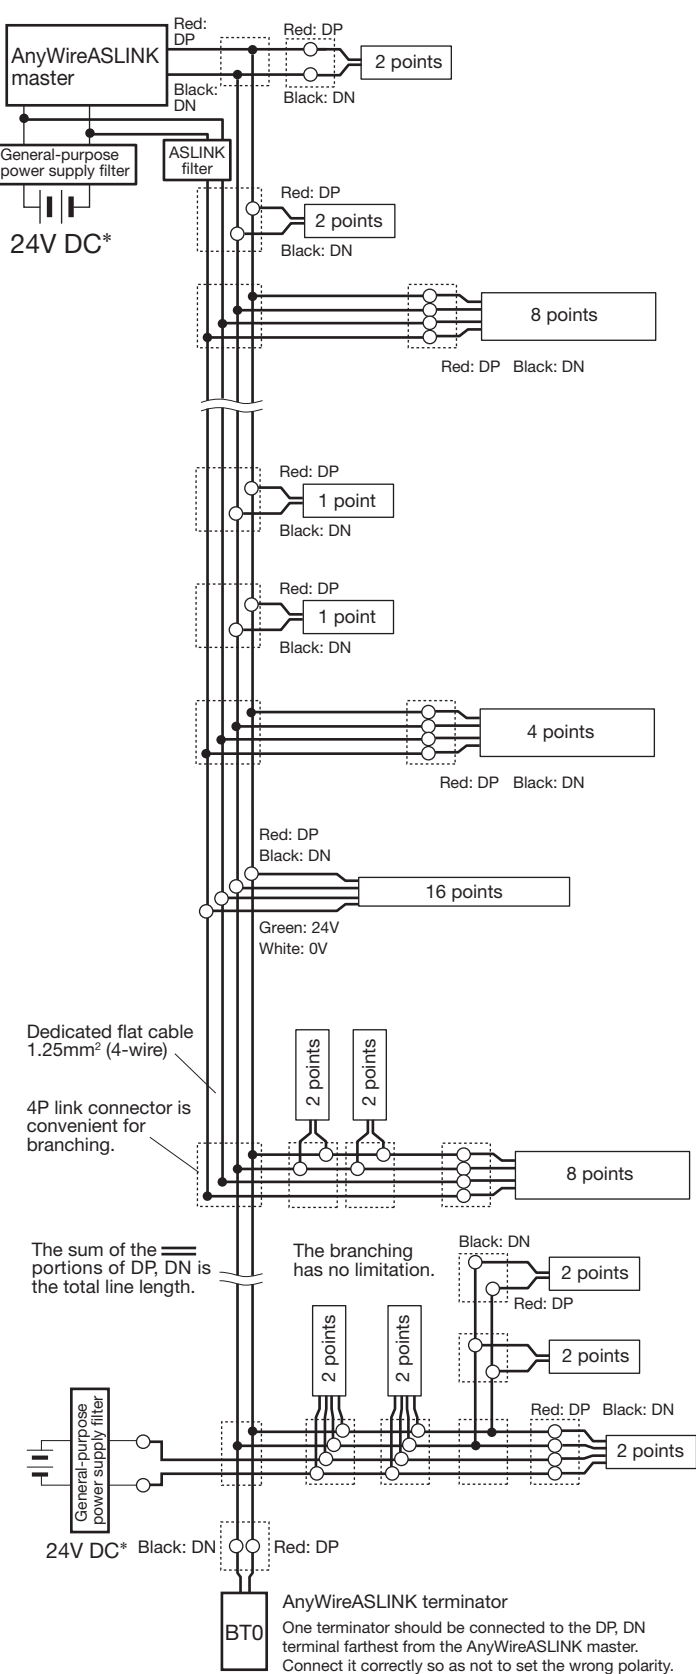 AnyWireASLINK
master
Red:
DP
Black:
DN
Red: DP
2 points
Black: DN
General-purpose
power supply filter
ASLINK
filter
24V DC*
Red: DP
2 points
Black: DN
8 points
Red: DP Black: DN
Red: DP
1 point
Black: DN
Red: DP
1 point
Black: DN
4 points
Red: DP Black: DN
Red: DP
Black: DN
16 points
Green: 24V
White: 0V
Dedicated flat cable
1.25mm² (4-wire)
4P link connector is
convenient for
branching.
2 points
2 points
8 points
The sum of the
portions of DP, DN is
the total line length.
The branching
has no limitation.
Black: DN
2 points
Red: DP
2 points
2 points
2 points
Red: DP Black: DN
2 points
General-purpose
power supply filter
24V DC*
Black: DN
Red: DP
BT0
AnyWireASLINK terminator
One terminator should be connected to the DP, DN
terminal farthest from the AnyWireASLINK master.
Connect it correctly so as not to set the wrong polarity.